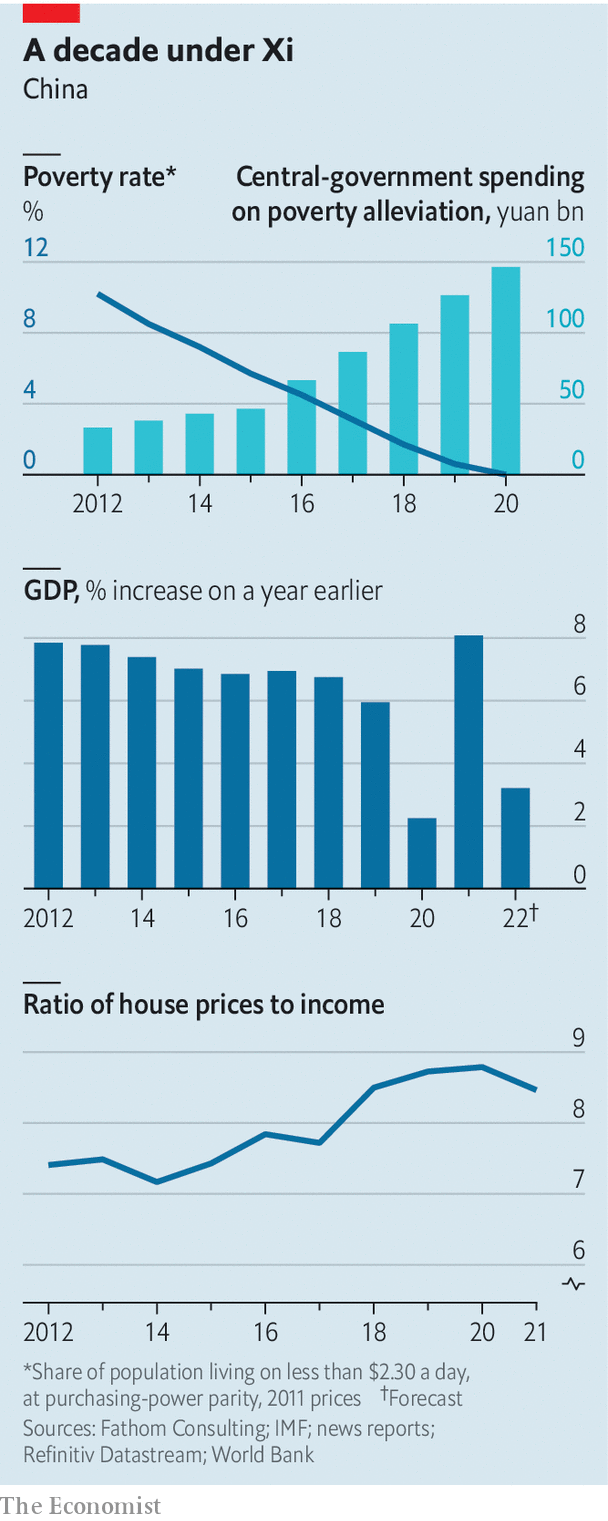 A decade under Xi
China
Poverty rate*
%
Central-government spending
on poverty alleviation, yuan bn
12 150
8 100
4 50
0 0
2012 14 16 18 20
GDP, % increase on a year earlier
8
6
4
2
0
2012 14 16 18 20 22†
Ratio of house prices to income
9
8
7
6
2012 14 16 18 20 21
*Share of population living on less than $2.30 a day,
at purchasing-power parity, 2011 prices †Forecast
Sources: Fathom Consulting; IMF; news reports;
Refinitiv Datastream; World Bank
The Economist